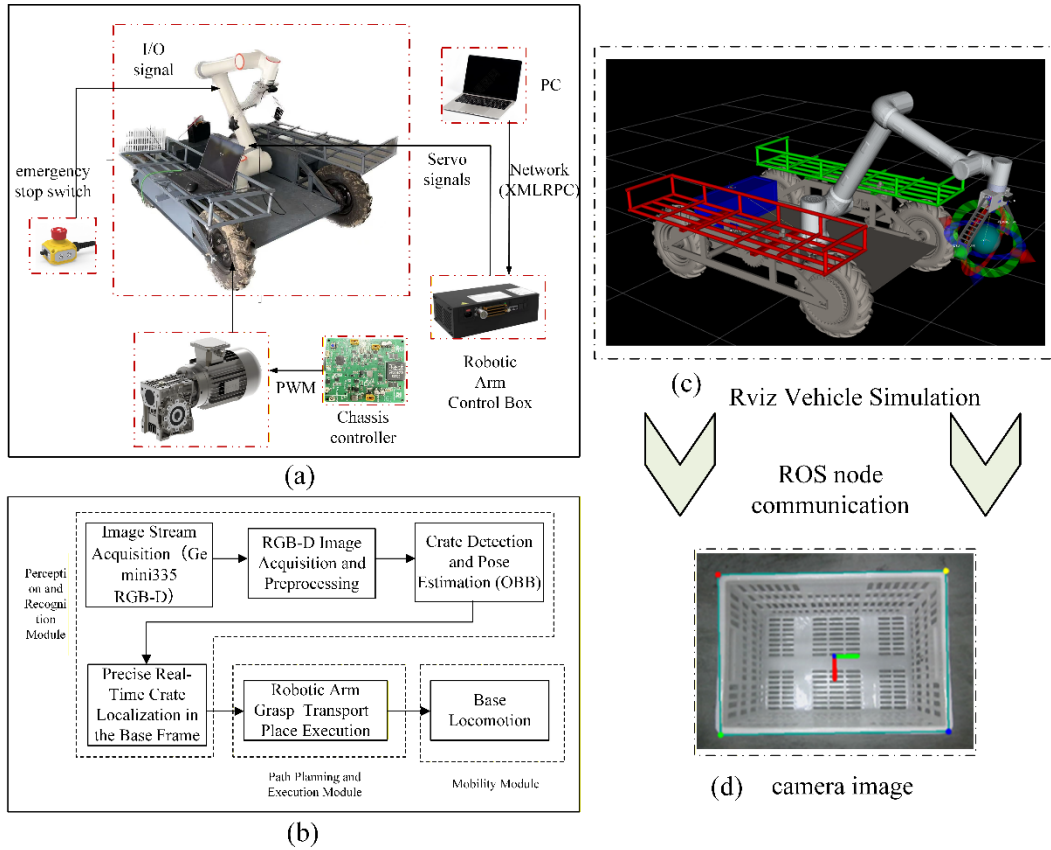 I/O
signal
PC
emergency
stop switch
Servo
signals
Network
(XMLRPC)
PWM
Chassis
controller
Robotic
Arm
Control Box
(a)
Percepti
on and
Recogni
tion Module
Image Stream
Acquisition（Ge
mini335
RGB-D）
RGB-D Image
Acquisition and
Preprocessing
Crate Detection
and Pose
Estimation (OBB)
Precise Real-
Time Crate
Localization in
the Base Frame
Robotic Arm
Grasp Transport
Place Execution
Base
Locomotion
Path Planning and
Execution Module
Mobility Module
(b)
(c)
Rviz Vehicle Simulation
ROS node
communication
(d)
camera image